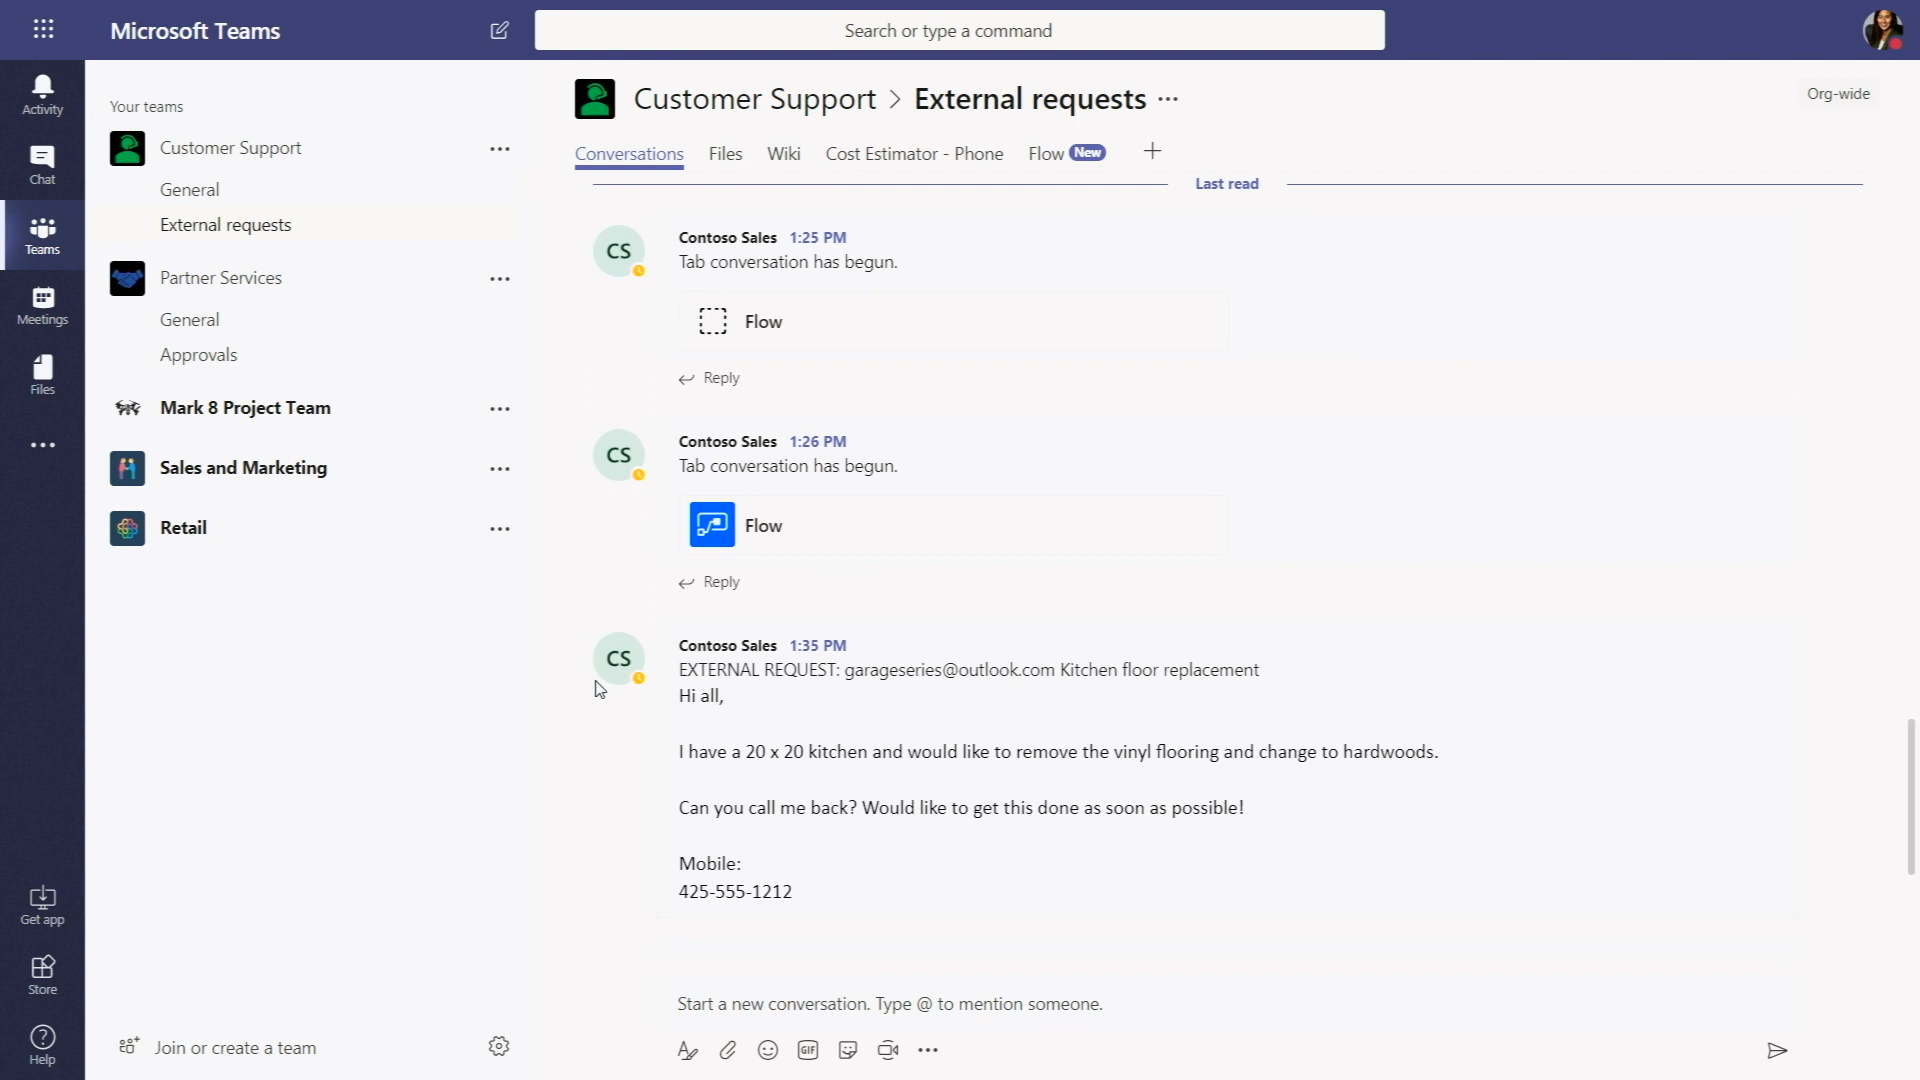 Microsoft Teams
Search or type a command
Activity
Chat
Teams
Meetings
Files
Get app
Store
Help
Your teams
Customer Support
General
External requests
Partner Services
General
Approvals
Mark 8 Project Team
Sales and Marketing
Retail
Join or create a team
Customer Support > External requests
Org-wide
Conversations Files Wiki Cost Estimator - Phone Flow New
Last read
CS
Contoso Sales 1:25 PM
Tab conversation has begun.
Flow
Reply
CS
Contoso Sales 1:26 PM
Tab conversation has begun.
Flow
Reply
CS
Contoso Sales 1:35 PM
EXTERNAL REQUEST: garageseries@outlook.com Kitchen floor replacement
Hi all,
I have a 20 x 20 kitchen and would like to remove the vinyl flooring and change to hardwoods.
Can you call me back? Would like to get this done as soon as possible!
Mobile:
425-555-1212
Start a new conversation. Type @ to mention someone.
GIF